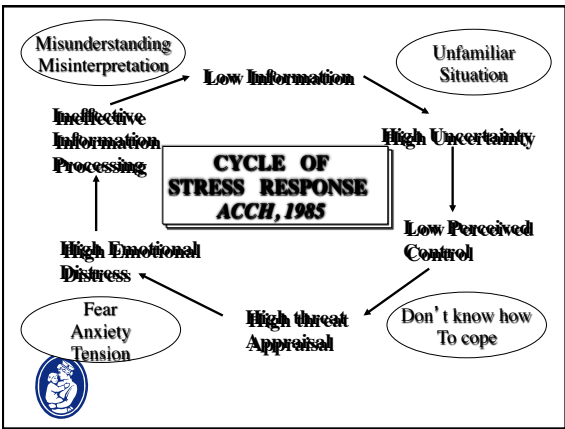 Misunderstanding
Misinterpretation
Low Information
Unfamiliar
Situation
Ineffective
Information
Processing
High Uncertainty
CYCLE OF
STRESS RESPONSE
ACCH, 1985
Low Perceived
Control
High Emotional
Distress
High threat
Appraisal
Don't know how
To cope
Fear
Anxiety
Tension